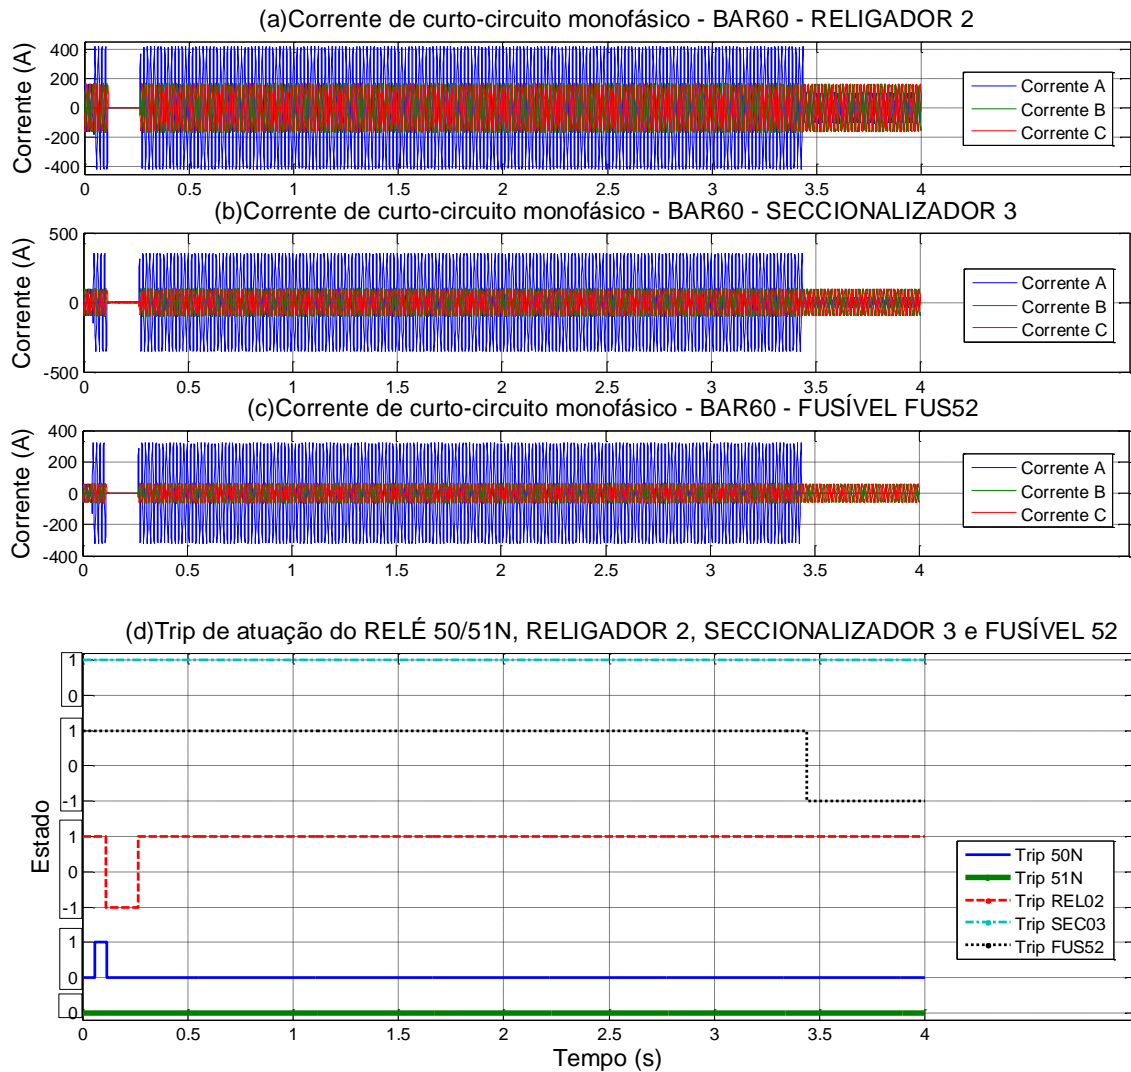 (a)Corrente de curto-circuito monofásico - BAR60 - RELIGADOR 2
Corrente (A)
400
200
0
-200
-400
0 0.5 1 1.5 2 2.5 3 3.5 4
Corrente A
Corrente B
Corrente C
(b)Corrente de curto-circuito monofásico - BAR60 - SECCIONALIZADOR 3
Corrente (A)
500
0
-500
0 0.5 1 1.5 2 2.5 3 3.5 4
Corrente A
Corrente B
Corrente C
(c)Corrente de curto-circuito monofásico - BAR60 - FUSÍVEL FUS52
Corrente (A)
400
200
0
-200
-400
0 0.5 1 1.5 2 2.5 3 3.5 4
Corrente A
Corrente B
Corrente C
(d)Trip de atuação do RELÉ 50/51N, RELIGADOR 2, SECCIONALIZADOR 3 e FUSÍVEL 52
Estado
1
0
1
0
-1
1
0
-1
1
0
0
0 0.5 1 1.5 2 2.5 3 3.5 4
Tempo (s)
Trip 50N
Trip 51N
Trip REL02
Trip SEC03
Trip FUS52